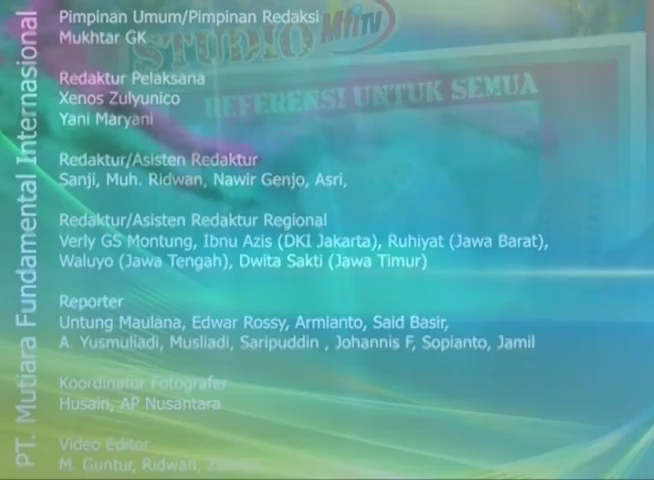 PT. Mutiara Fundamental Internasional
STUDIO MfiTV
REFERENSI UNTUK SEMUA
Pimpinan Umum/Pimpinan Redaksi
Mukhtar GK
Redaktur Pelaksana
Xenos Zulyunico
Yani Maryani
Redaktur/Asisten Redaktur
Sanji, Muh. Ridwan, Nawir Genjo, Asri,
Redaktur/Asisten Redaktur Regional
Verly GS Montung, Ibnu Azis (DKI Jakarta), Ruhiyat (Jawa Barat),
Waluyo (Jawa Tengah), Dwita Sakti (Jawa Timur)
Reporter
Untung Maulana, Edwar Rossy, Armianto, Said Basir,
A. Yusmuliadi, Musliadi, Saripuddin , Johannis F, Sopianto, Jamil
Koordinator Fotografer
Husain, AP Nusantara
Video Editor
M. Guntur, Ridwan,